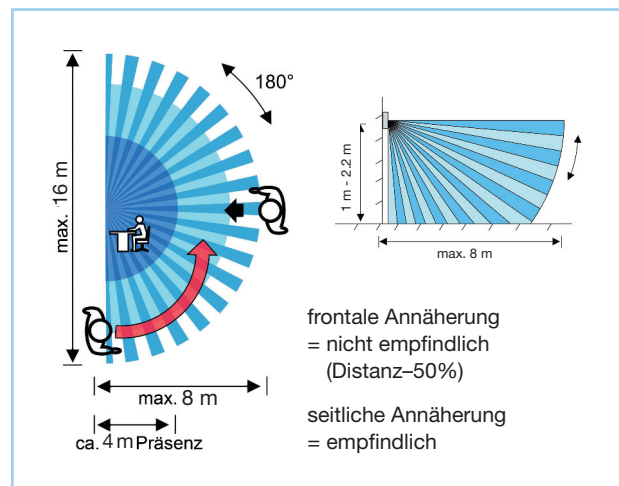 180°
max. 16 m
max. 8 m
ca. 4 m Präsenz
1 m - 2.2 m
max. 8 m
frontale Annäherung
= nicht empfindlich
(Distanz–50%)
seitliche Annäherung
= empfindlich